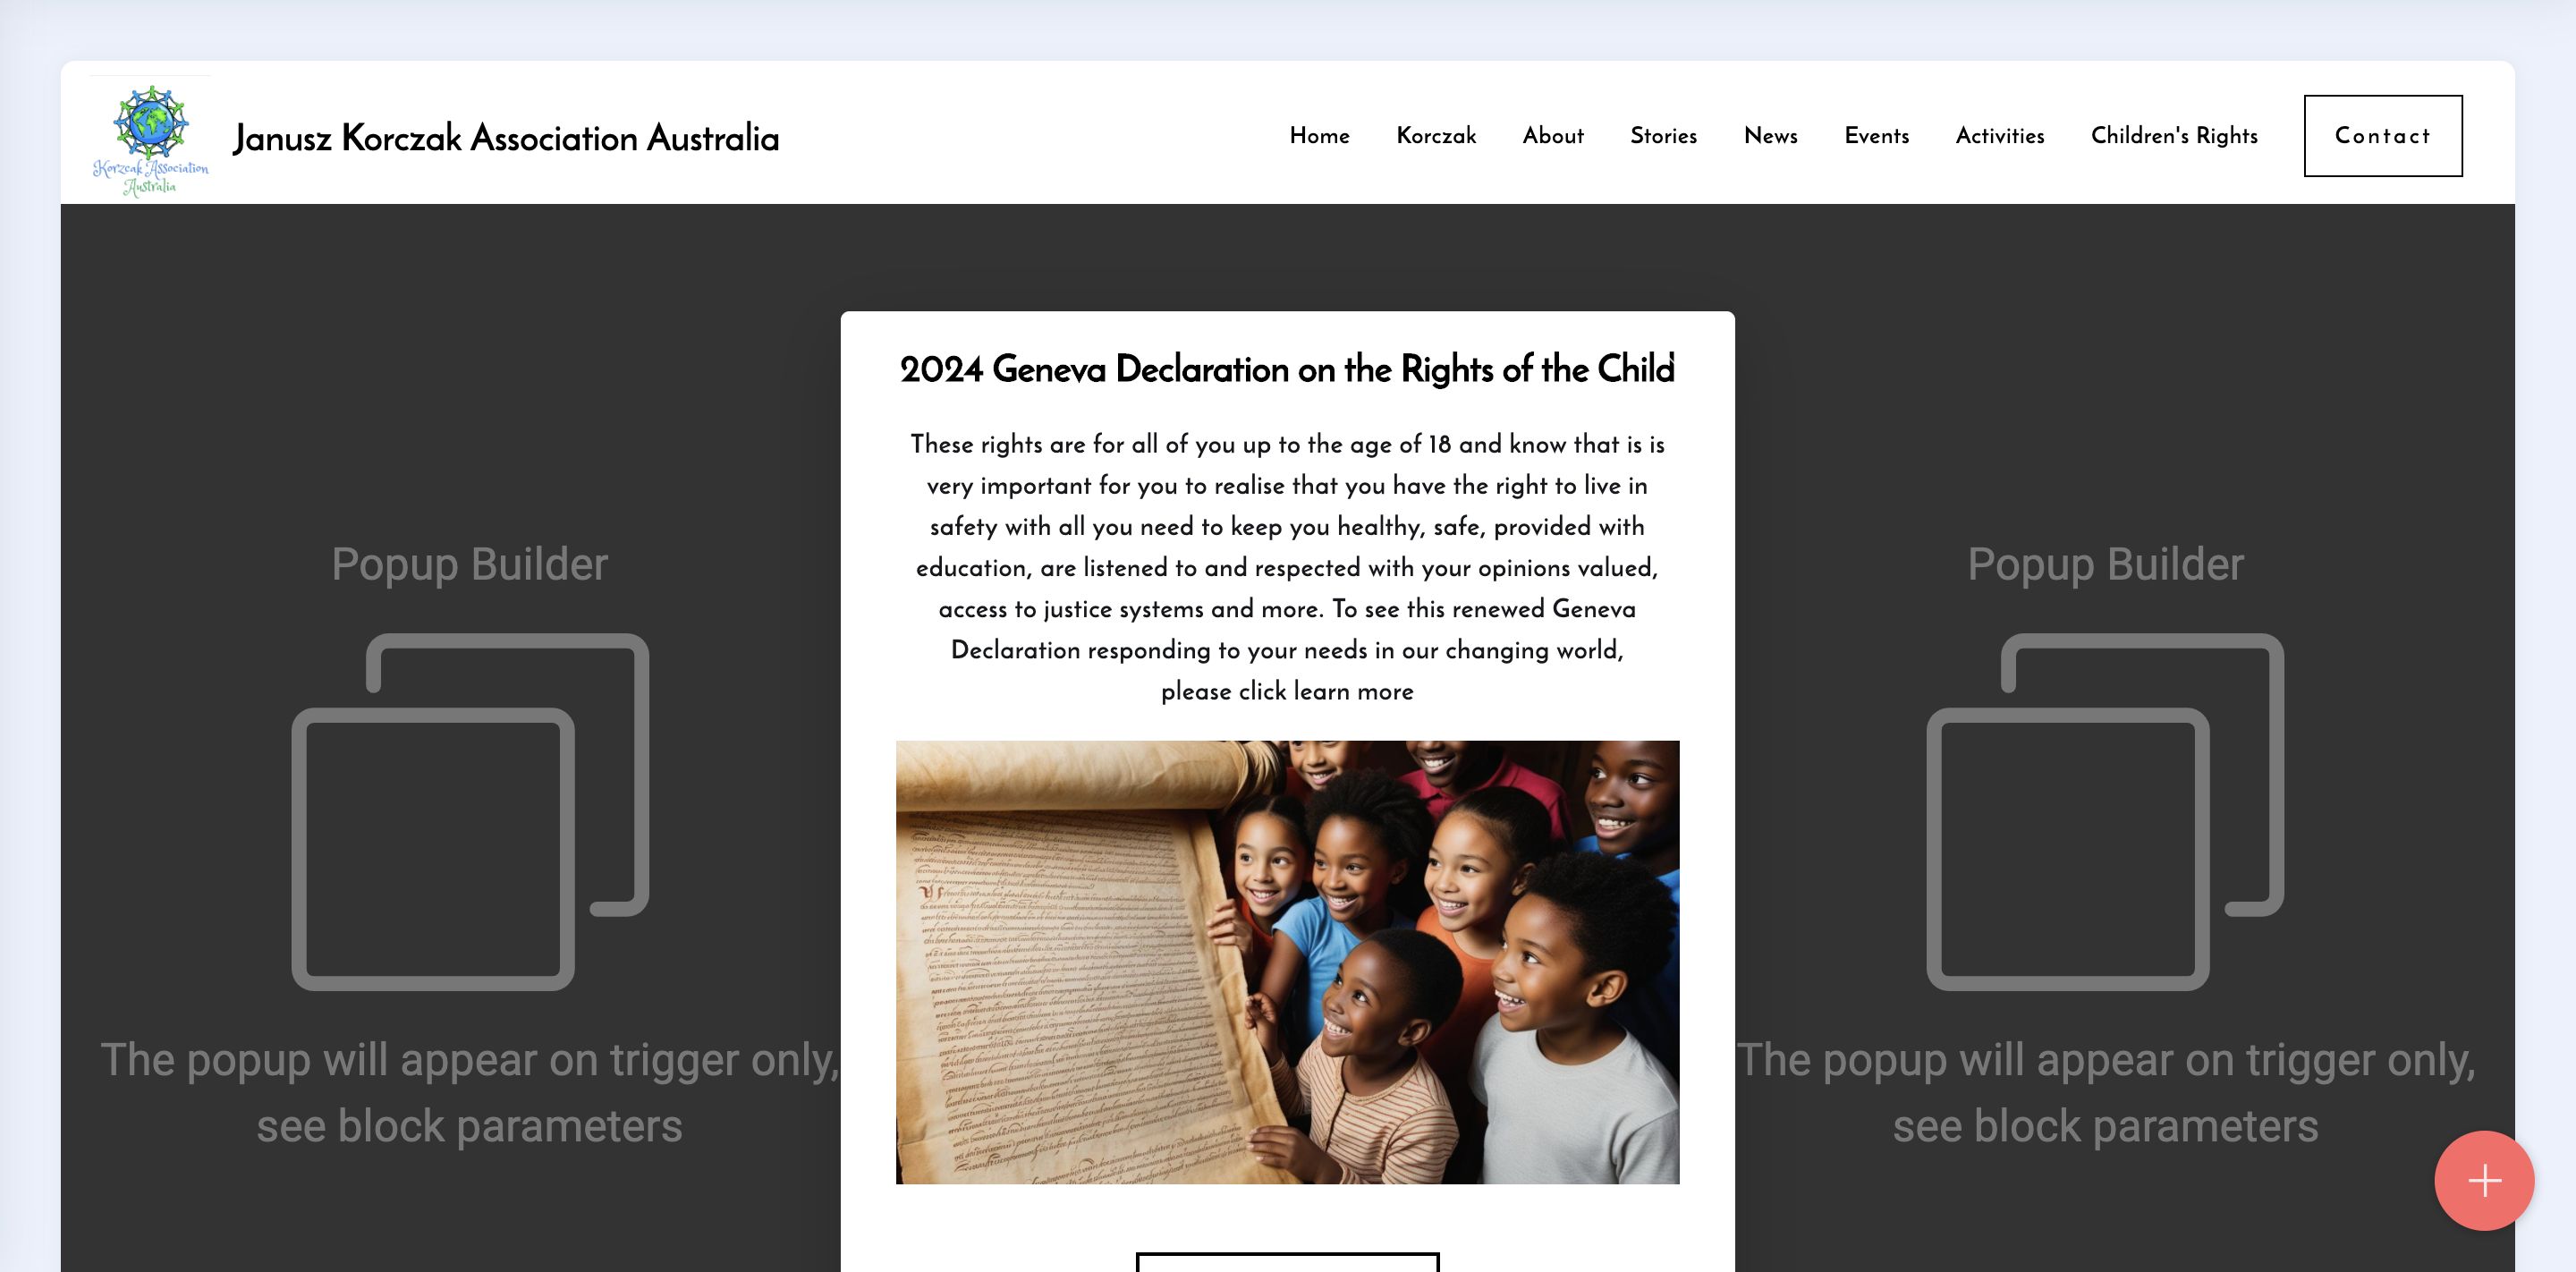 Korzcak Association
Australia
Janusz Korczak Association Australia
Home Korczak About Stories News Events Activities Children's Rights Contact
2024 Geneva Declaration on the Rights of the Child
These rights are for all of you up to the age of 18 and know that is is
very important for you to realise that you have the right to live in
safety with all you need to keep you healthy, safe, provided with
education, are listened to and respected with your opinions valued,
access to justice systems and more. To see this renewed Geneva
Declaration responding to your needs in our changing world,
please click learn more
Popup Builder
The popup will appear on trigger only,
see block parameters
Popup Builder
The popup will appear on trigger only,
see block parameters